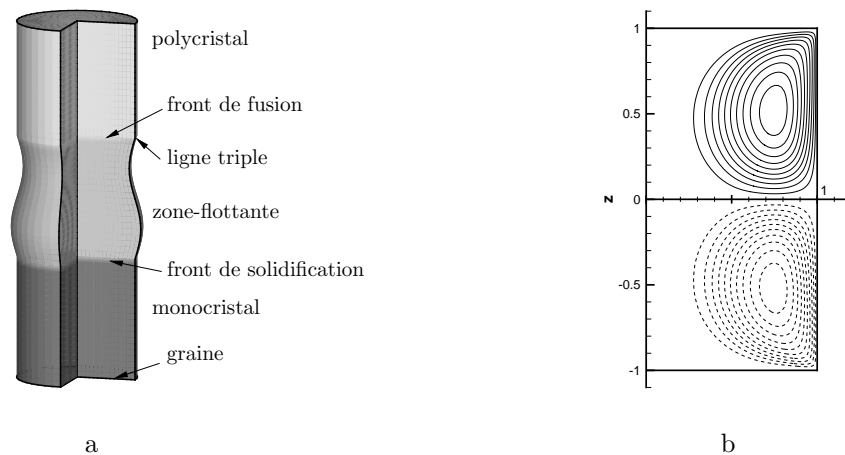 polycristal
front de fusion
ligne triple
zone-flottante
front de solidification
monocristal
graine
a
1
0.5
0
-0.5
-1
z
1
b